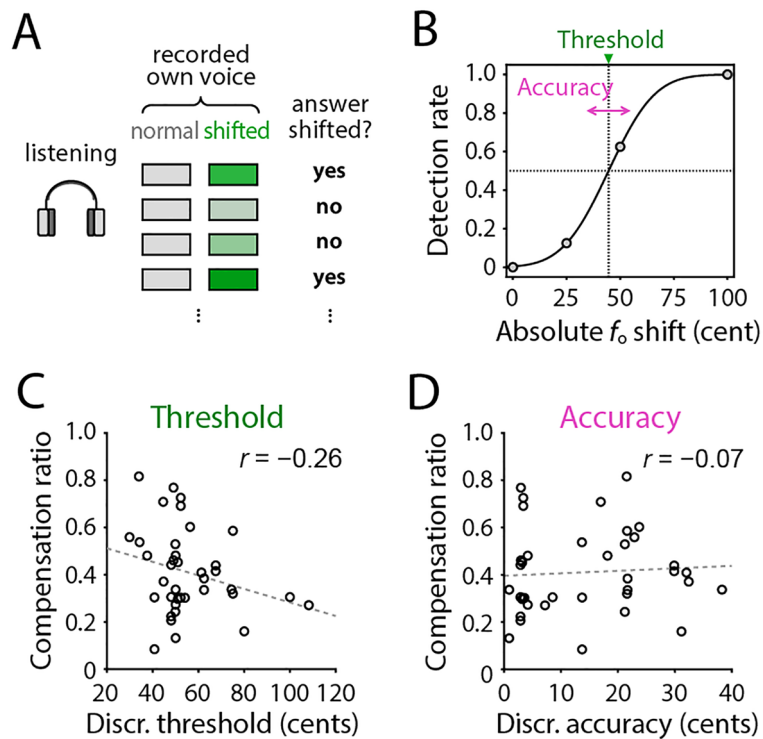 A
recorded
own voice
normal shifted
answer
shifted?
listening
yes
no
no
yes
⋮ ⋮
B
Threshold
Accuracy
Detection rate
1.0
0.8
0.6
0.4
0.2
0
0 25 50 75 100
Absolute fo shift (cent)
C
Threshold
r = −0.26
Compensation ratio
1.0
0.8
0.6
0.4
0.2
0
20 40 60 80 100 120
Discr. threshold (cents)
D
Accuracy
r = −0.07
Compensation ratio
1.0
0.8
0.6
0.4
0.2
0
0 10 20 30 40
Discr. accuracy (cents)